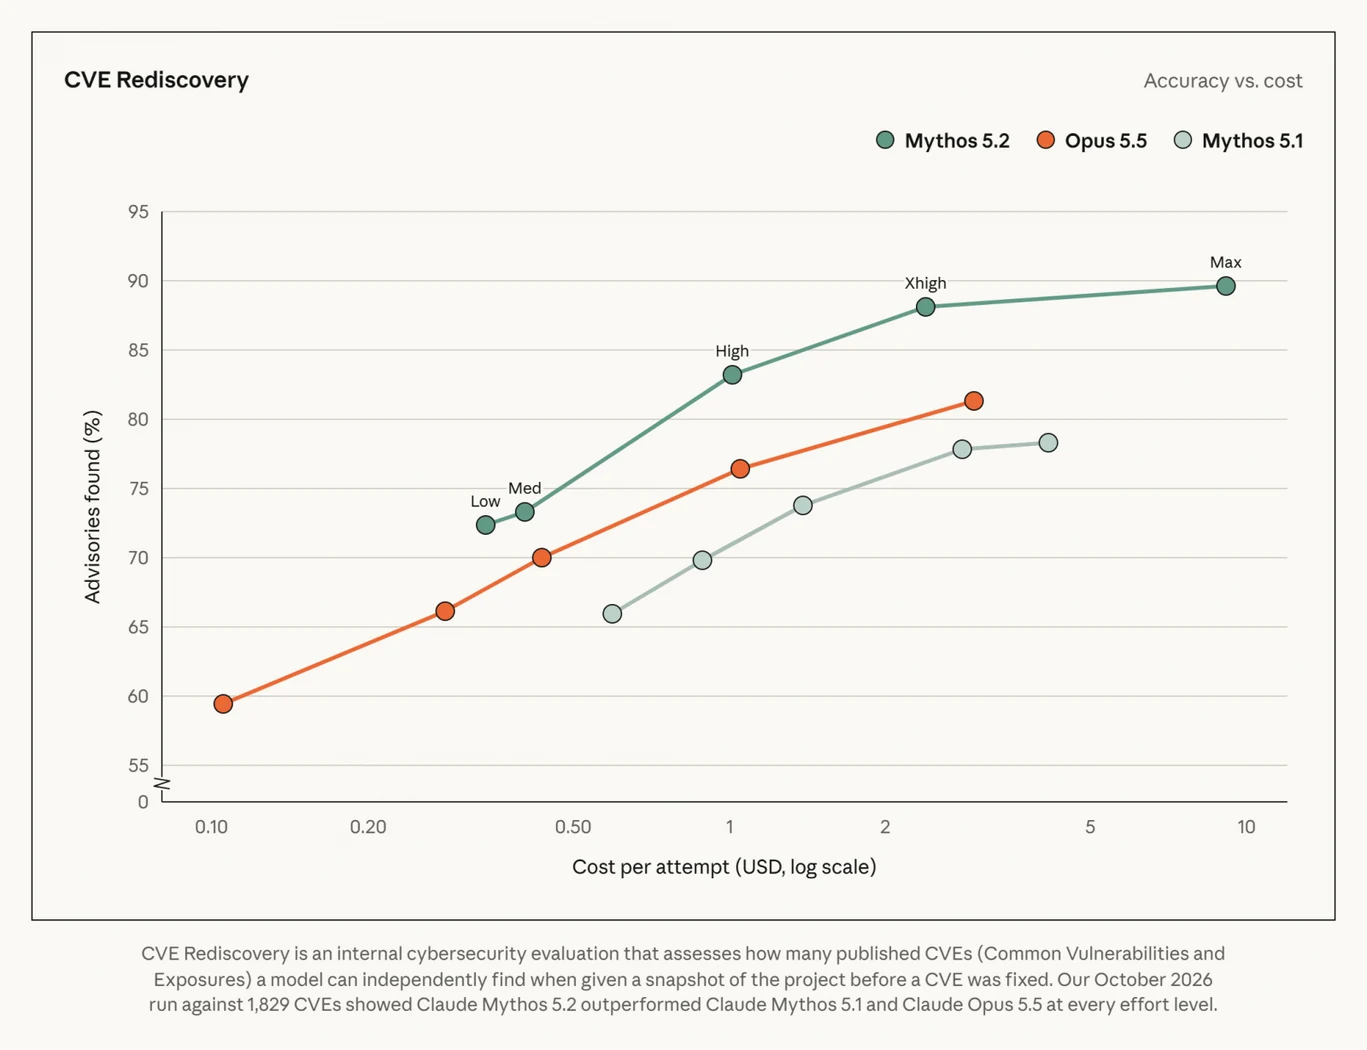 CVE Rediscovery
Accuracy vs. cost
Mythos 5.2
Opus 5.5
Mythos 5.1
95
90
85
80
75
70
65
60
55
0
Advisories found (%)
Low
Med
High
Xhigh
Max
0.10
0.20
0.50
1
2
5
10
Cost per attempt (USD, log scale)
CVE Rediscovery is an internal cybersecurity evaluation that assesses how many published CVEs (Common Vulnerabilities and
Exposures) a model can independently find when given a snapshot of the project before a CVE was fixed. Our October 2026
run against 1,829 CVEs showed Claude Mythos 5.2 outperformed Claude Mythos 5.1 and Claude Opus 5.5 at every effort level.